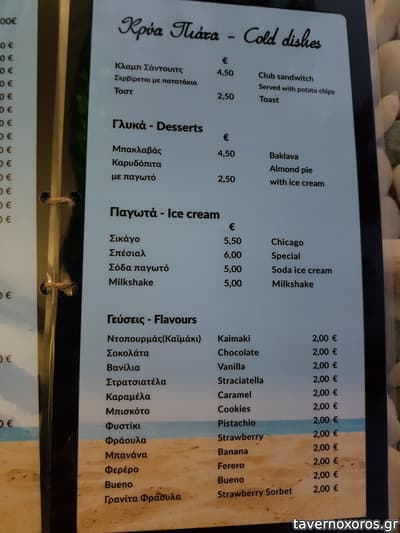 Κρύα Πιάτα - Cold dishes
€
Κλαμπ Σάντουιτς 4,50 Club sandwitch
Σερβίρεται με πατατάκια Served with potato chips
Τοστ 2,50 Toast
Γλυκά - Desserts
€
Μπακλαβάς 4,50 Baklava
Καρυδόπιτα Almond pie
με παγωτό 2,50 with ice cream
Παγωτά - Ice cream
€
Σικάγο 5,50 Chicago
Σπέσιαλ 6,00 Special
Σόδα παγωτό 5,00 Soda ice cream
Milkshake 5,00 Milkshake
Γεύσεις - Flavours
Ντοπουρμάς(Καϊμάκι) Kaimaki 2,00 €
Σοκολάτα Chocolate 2,00 €
Βανίλια Vanilla 2,00 €
Στρατσιατέλα Straciatella 2,00 €
Καραμέλα Caramel 2,00 €
Μπισκότο Cookies 2,00 €
Φυστίκι Pistachio 2,00 €
Φράουλα Strawberry 2,00 €
Μπανάνα Banana 2,00 €
Φερέρο Ferero 2,00 €
Bueno Bueno 2,00 €
Γρανίτα Φράουλα Strawberry Sorbet 2,00 €
tavernoxoros.gr